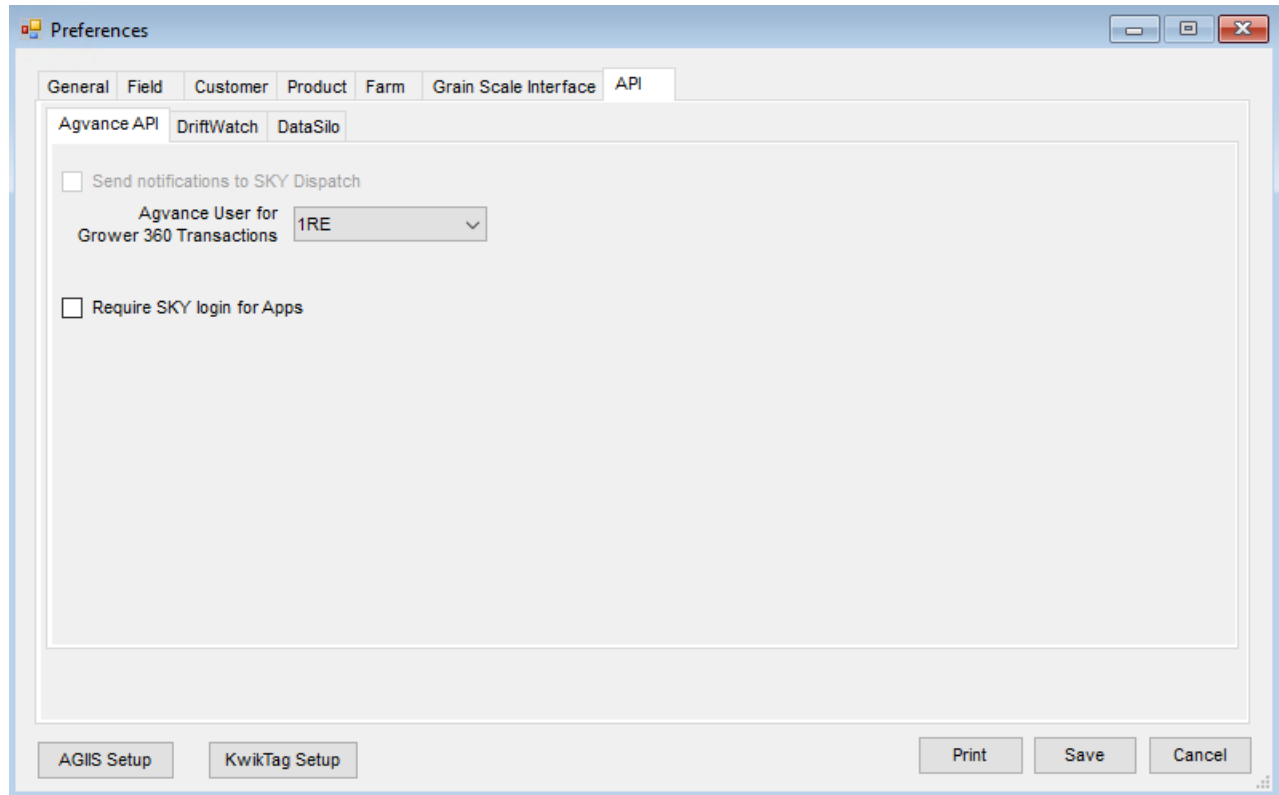 Preferences
General Field Customer Product Farm Grain Scale Interface API
Agvance API DriftWatch DataSilo
Send notifications to SKY Dispatch
Agvance User for
Grower 360 Transactions
1RE
Require SKY login for Apps
AGIIS Setup KwikTag Setup Print Save Cancel